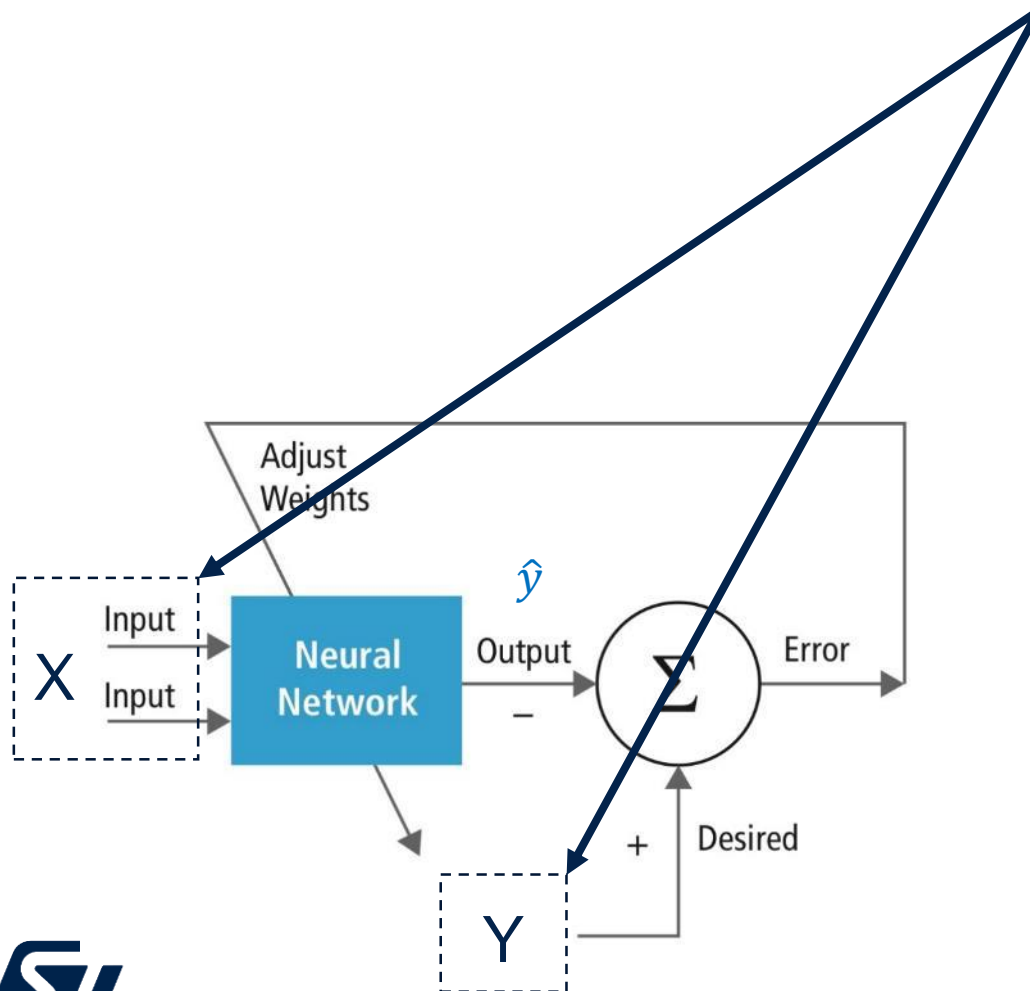 Adjust
Weights
ŷ
Input
X
Input
Neural
Network
Output
−
Σ
Error
+
Desired
Y